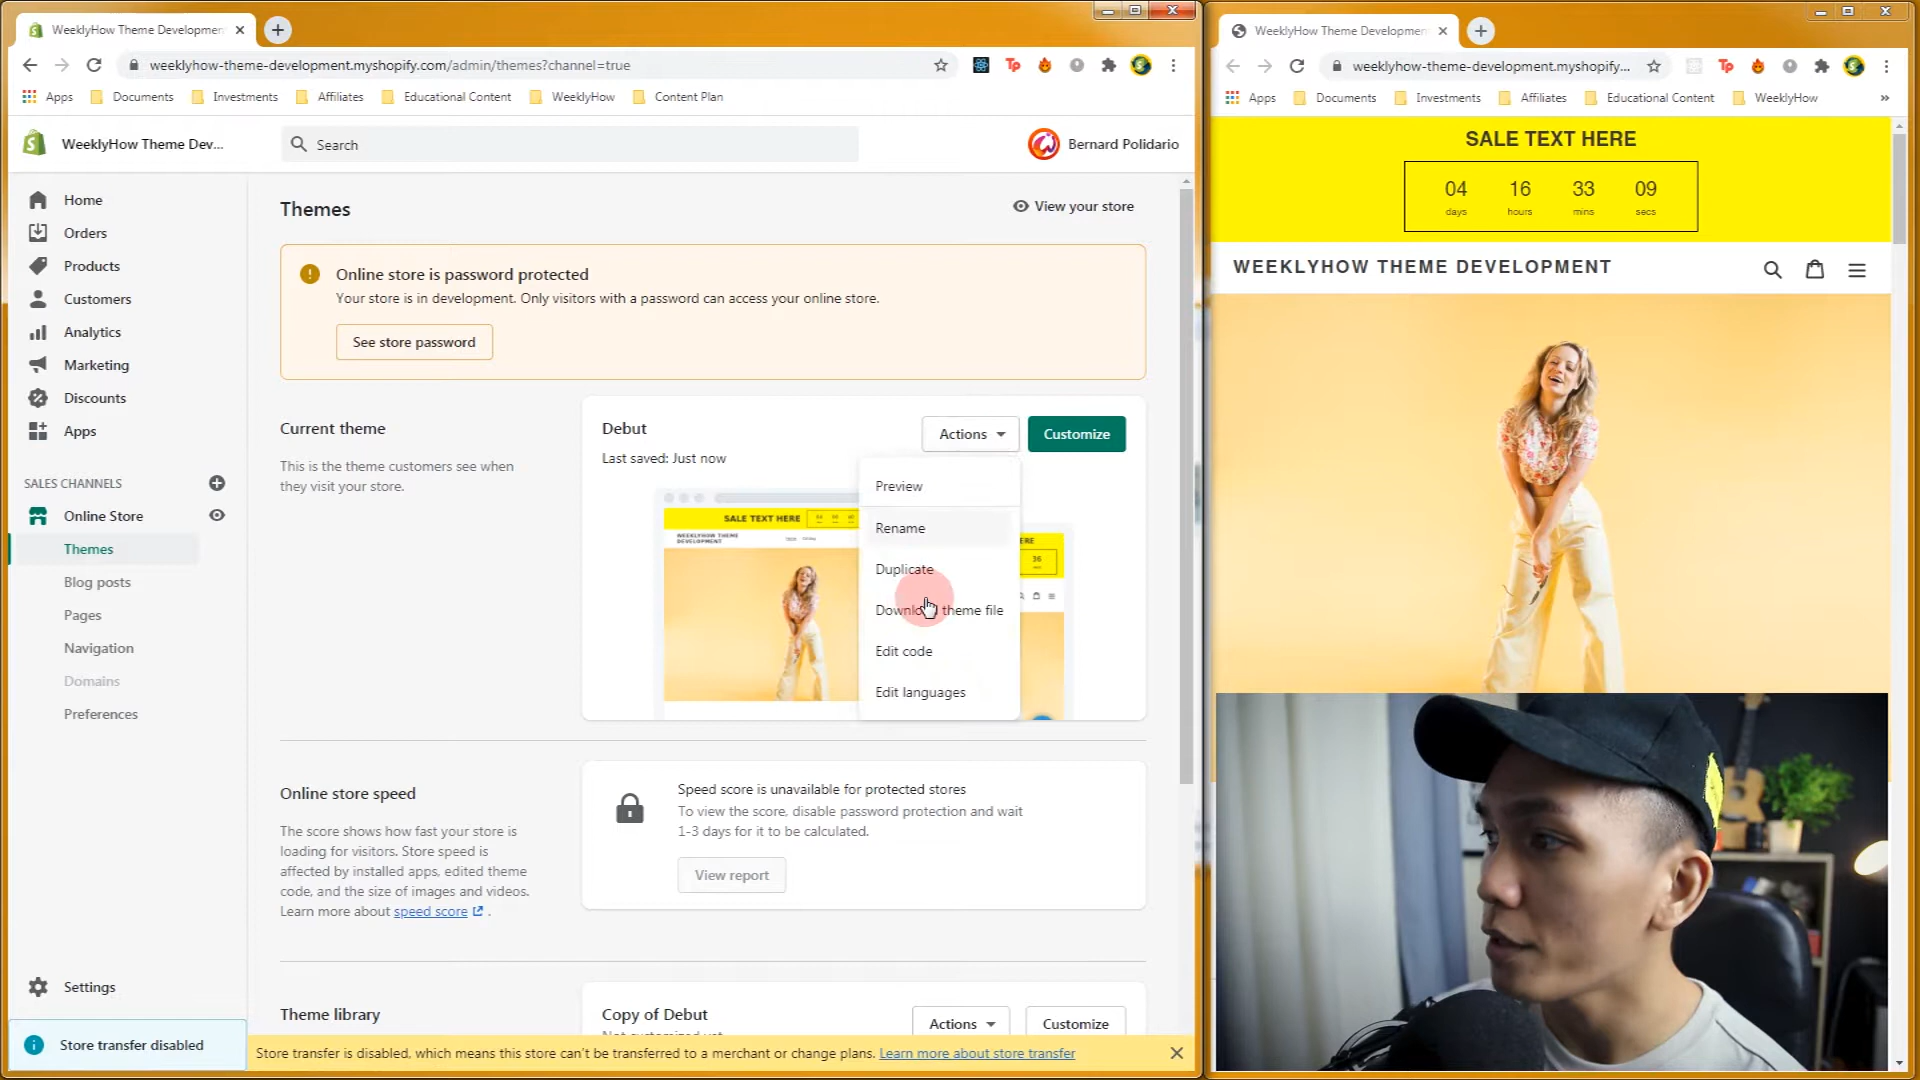 WeeklyHow Theme Developmen
weeklyhow-theme-development.myshopify.com/admin/themes?channel=true
Apps
Documents
Investments
Affiliates
Educational Content
WeeklyHow
Content Plan
WeeklyHow Theme Dev...
Search
Bernard Polidario
Home
Orders
Products
Customers
Analytics
Marketing
Discounts
Apps
SALES CHANNELS
Online Store
Themes
Blog posts
Pages
Navigation
Domains
Preferences
Settings
Store transfer disabled
Themes
View your store
Online store is password protected
Your store is in development. Only visitors with a password can access your online store.
See store password
Current theme
This is the theme customers see when
they visit your store.
Debut
Last saved: Just now
Actions
Customize
Preview
Rename
Duplicate
Download theme file
Edit code
Edit languages
SALE TEXT HERE
WEEKLYHOW THEME
DEVELOPMENT
ERE
36
Online store speed
The score shows how fast your store is
loading for visitors. Store speed is
affected by installed apps, edited theme
code, and the size of images and videos.
Learn more about speed score .
Speed score is unavailable for protected stores
To view the score, disable password protection and wait
1-3 days for it to be calculated.
View report
Theme library
Copy of Debut
Actions
Customize
Store transfer is disabled, which means this store can't be transferred to a merchant or change plans. Learn more about store transfer
WeeklyHow Theme Developmen
weeklyhow-theme-development.myshopify...
Apps
Documents
Investments
Affiliates
Educational Content
WeeklyHow
SALE TEXT HERE
04 16 33 09
days hours mins secs
WEEKLYHOW THEME DEVELOPMENT